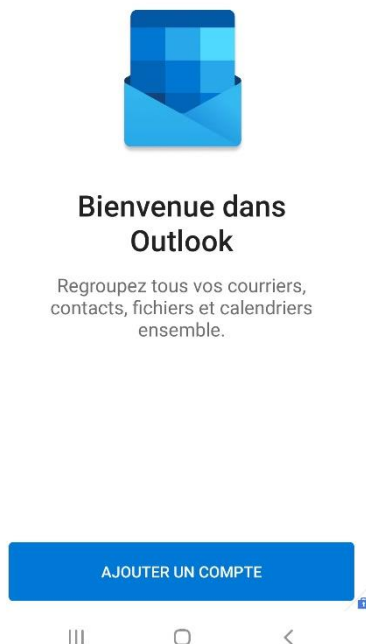 Bienvenue dans
Outlook
Regroupez tous vos courriers,
contacts, fichiers et calendriers
ensemble.
AJOUTER UN COMPTE